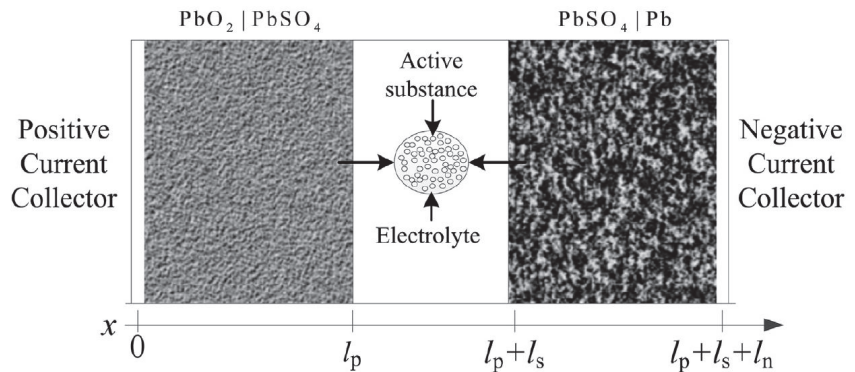 PbO₂ | PbSO₄
PbSO₄ | Pb
Positive
Current
Collector
Active
substance
Electrolyte
Negative
Current
Collector
x
0
lₚ
lₚ+lₛ
lₚ+lₛ+lₙ